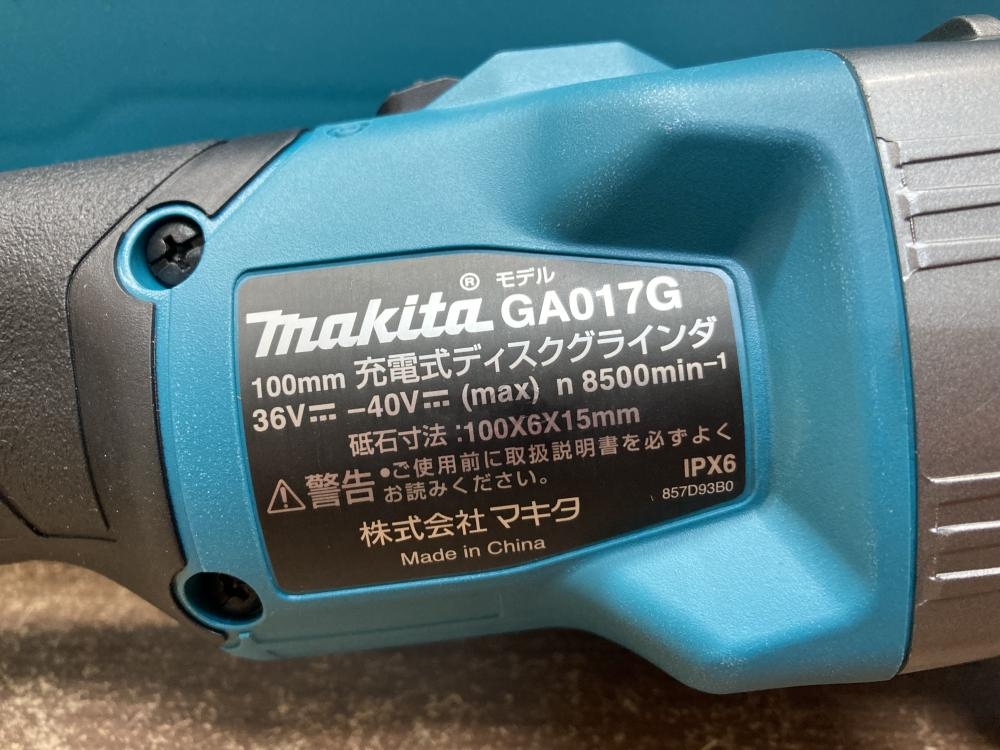 makita® モデル GA017G
100mm 充電式ディスクグラインダ
36V⎓ –40V⎓ (max) n 8500min⁻¹
砥石寸法:100X6X15mm
⚠警告 •ご使用前に取扱説明書を必ずよく
お読みください。
IPX6
857D93B0
株式会社マキタ
Made in China